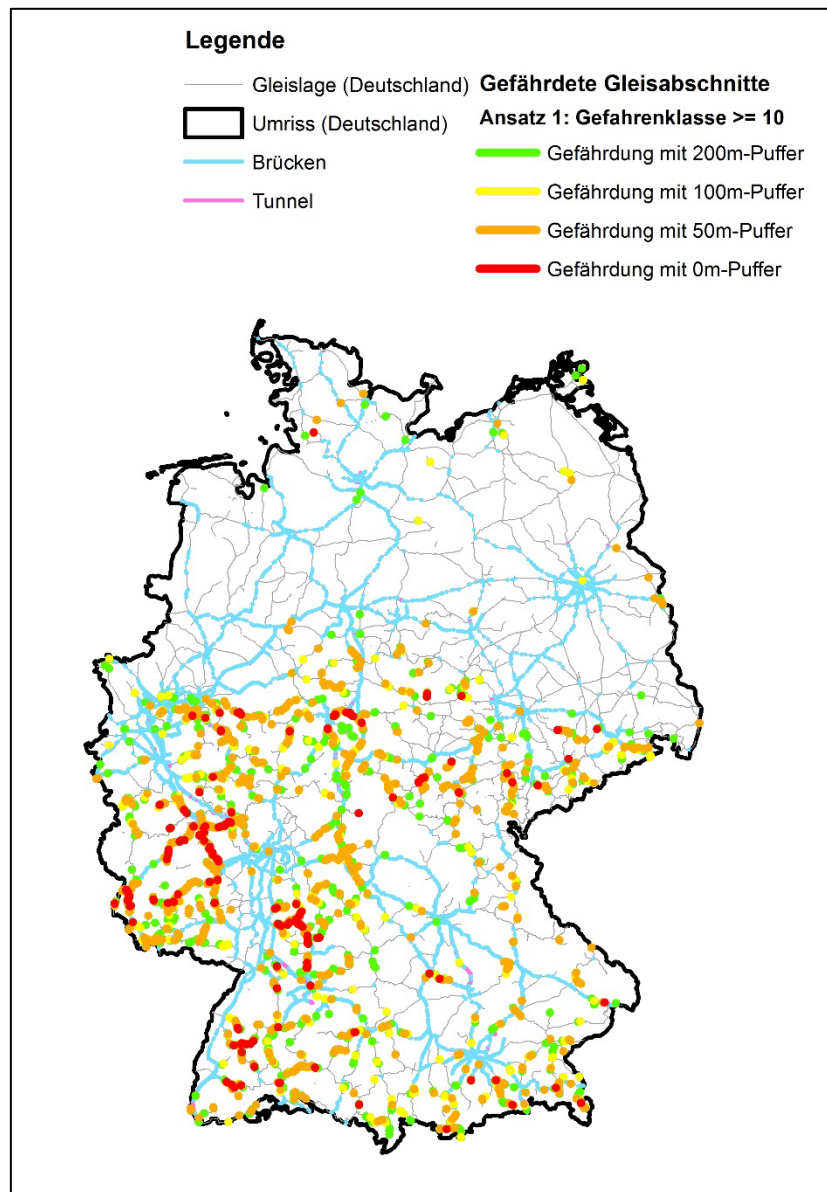 Legende
Gleislage (Deutschland)
Umriss (Deutschland)
Brücken
Tunnel
Gefährdete Gleisabschnitte
Ansatz 1: Gefahrenklasse >= 10
Gefährdung mit 200m-Puffer
Gefährdung mit 100m-Puffer
Gefährdung mit 50m-Puffer
Gefährdung mit 0m-Puffer